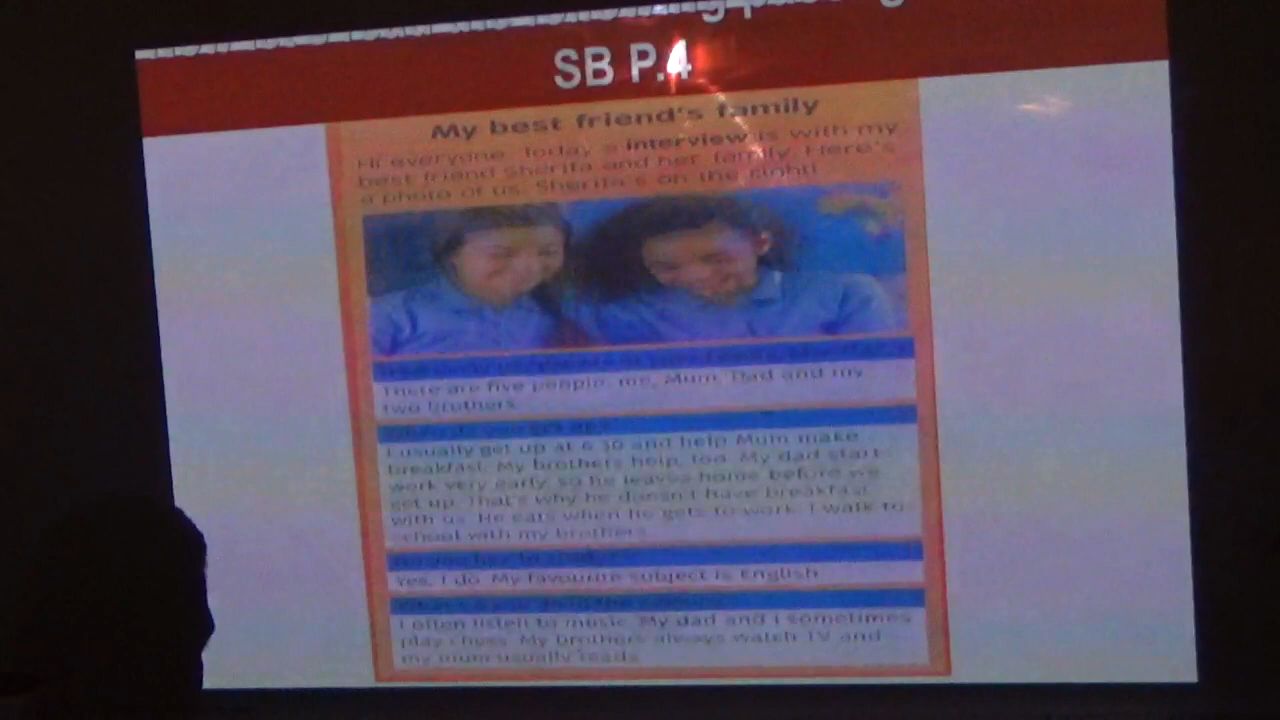 SB P.4
My best friend's family
Hi everyone. Today's interview is with my
best friend Sherifa and her family. Here's
a photo of us. Sherifa's on the right!
There are five people: me, Mum, Dad and my
two brothers.
I usually get up at 6.30 and help Mum make
breakfast. My brothers help, too. My dad starts
work very early, so he leaves home before we
get up. That's why he doesn't have breakfast
with us. He eats when he gets to work. I walk to
school with my brothers.
Yes, I do. My favourite subject is English.
I often listen to music. My dad and I sometimes
play chess. My brothers always watch TV and
my mum usually reads.